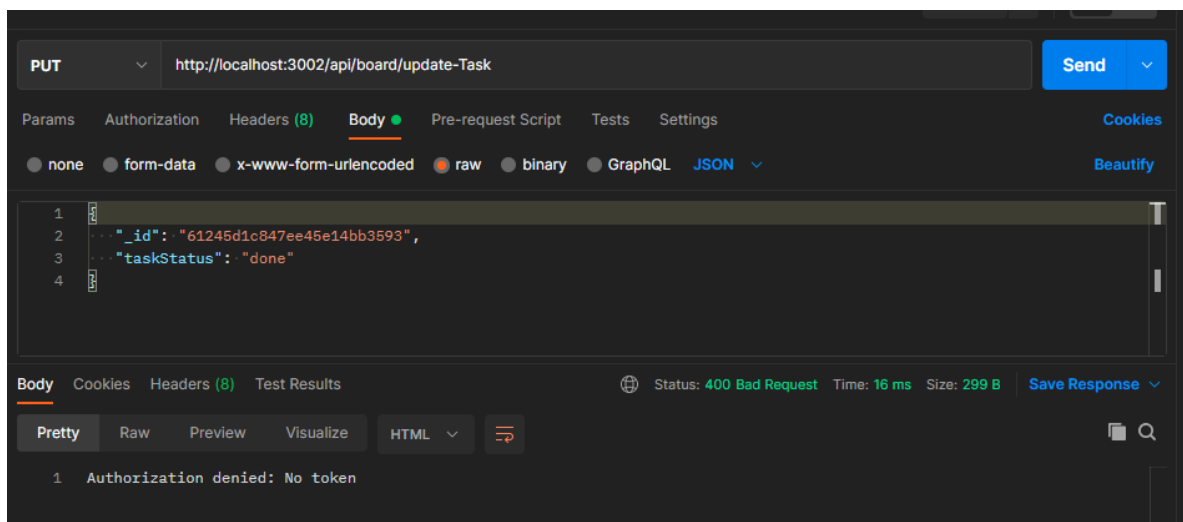 PUT http://localhost:3002/api/board/update-Task Send
Params Authorization Headers (8) Body Pre-request Script Tests Settings Cookies
none form-data x-www-form-urlencoded raw binary GraphQL JSON Beautify
1 {
2 "_id": "61245d1c847ee45e14bb3593",
3 "taskStatus": "done"
4 }
Body Cookies Headers (8) Test Results Status: 400 Bad Request Time: 16 ms Size: 299 B Save Response
Pretty Raw Preview Visualize HTML
1 Authorization denied: No token